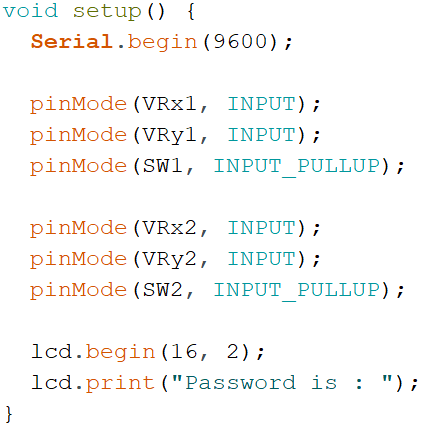 void setup() {
  Serial.begin(9600);

  pinMode(VRx1, INPUT);
  pinMode(VRy1, INPUT);
  pinMode(SW1, INPUT_PULLUP);

  pinMode(VRx2, INPUT);
  pinMode(VRy2, INPUT);
  pinMode(SW2, INPUT_PULLUP);

  lcd.begin(16, 2);
  lcd.print("Password is : ");
}